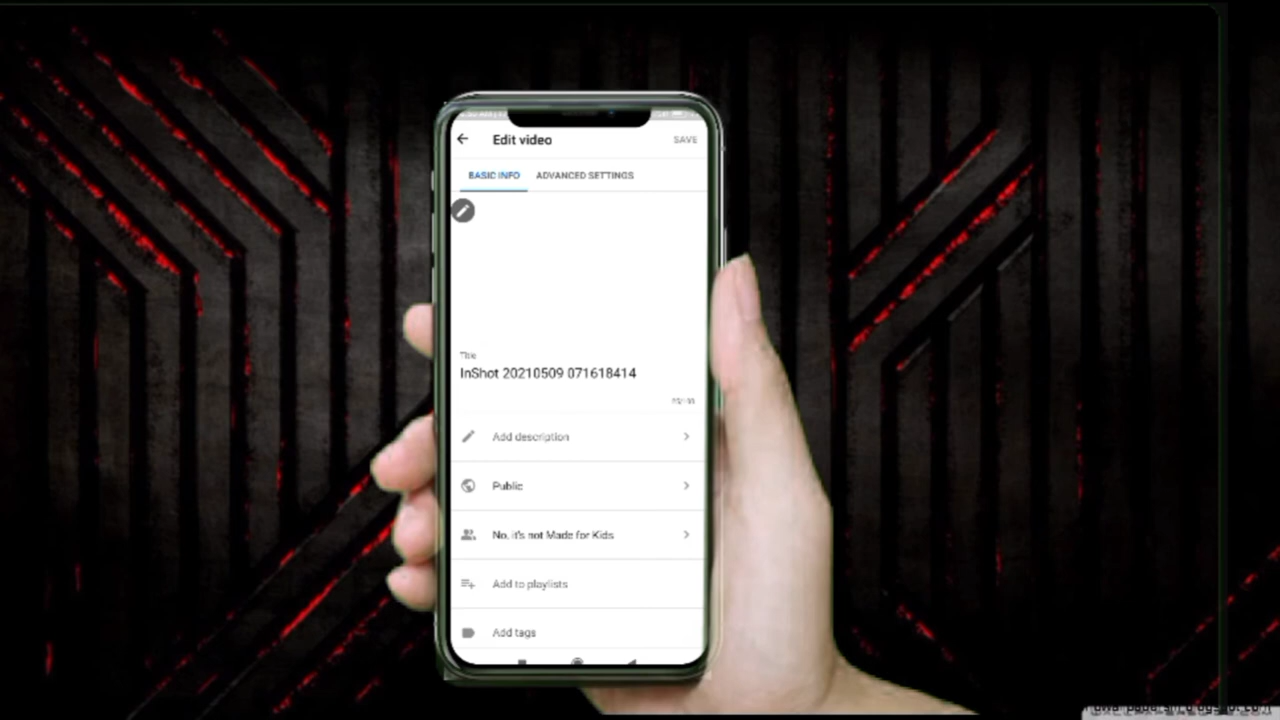 Edit video
SAVE
BASIC INFO
ADVANCED SETTINGS
Title
InShot 20210509 071618414
Add description
Public
No, it's not Made for Kids
Add to playlists
Add tags